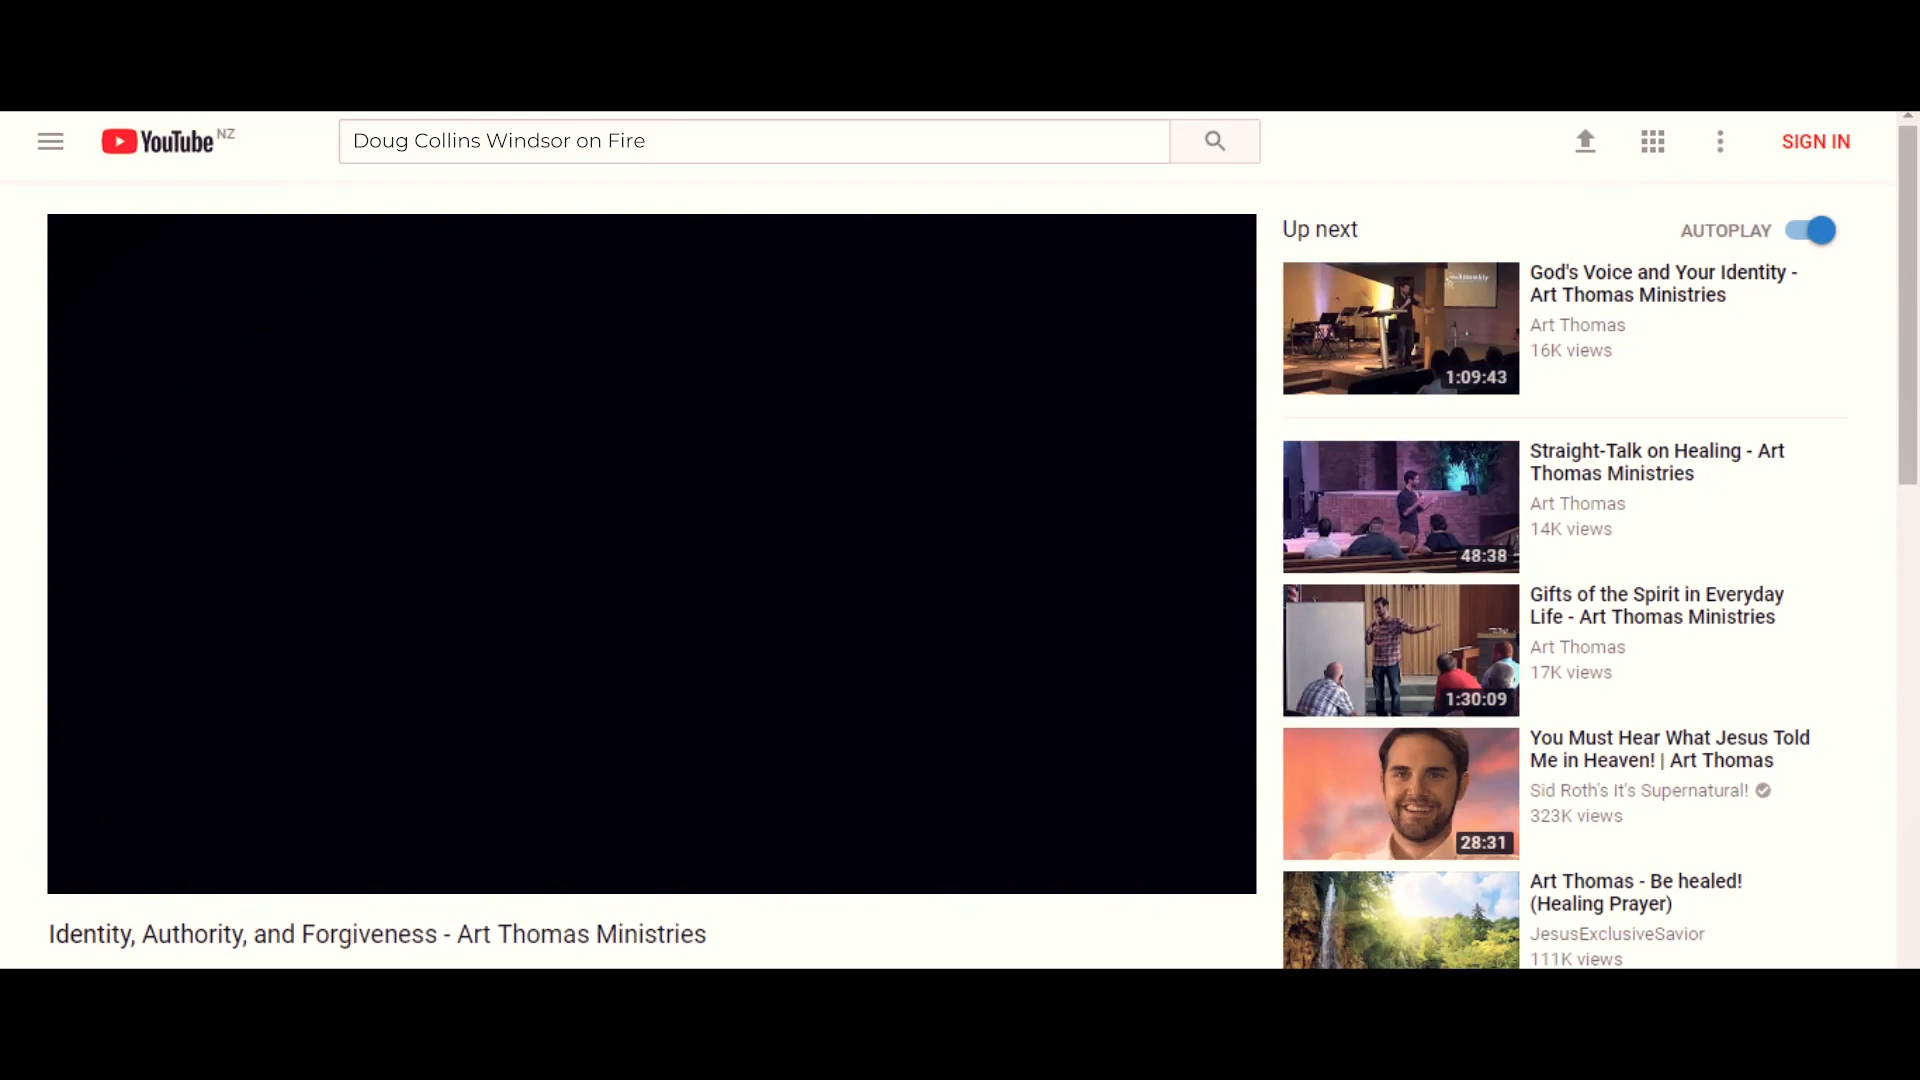 YouTube NZ
Doug Collins Windsor on Fire
SIGN IN
Up next
AUTOPLAY
1:09:43
God's Voice and Your Identity -
Art Thomas Ministries
Art Thomas
16K views
48:38
Straight-Talk on Healing - Art
Thomas Ministries
Art Thomas
14K views
1:30:09
Gifts of the Spirit in Everyday
Life - Art Thomas Ministries
Art Thomas
17K views
28:31
You Must Hear What Jesus Told
Me in Heaven! | Art Thomas
Sid Roth's It's Supernatural!
323K views
Art Thomas - Be healed!
(Healing Prayer)
JesusExclusiveSavior
111K views
Identity, Authority, and Forgiveness - Art Thomas Ministries